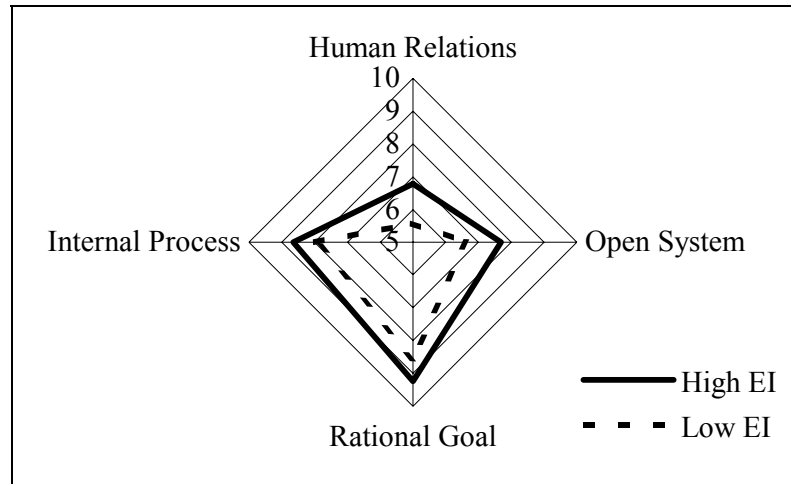 Human Relations
10
9
8
7
6
5
Internal Process
Open System
Rational Goal
High EI
Low EI